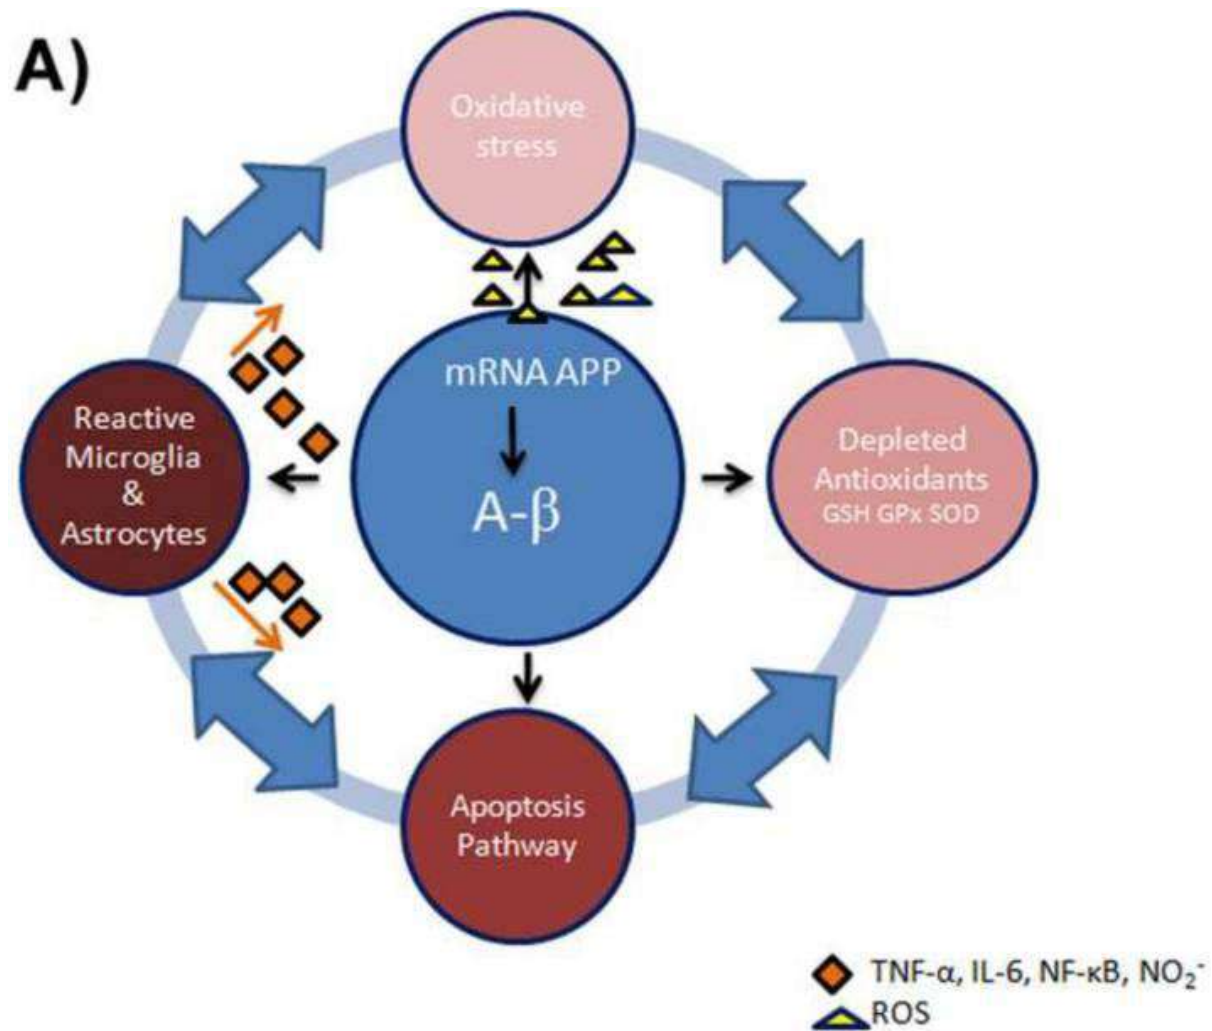 A)
Oxidative
stress
mRNA APP
A-β
Reactive
Microglia
&
Astrocytes
Depleted
Antioxidants
GSH GPx SOD
Apoptosis
Pathway
TNF-α, IL-6, NF-κB, NO₂⁻
ROS